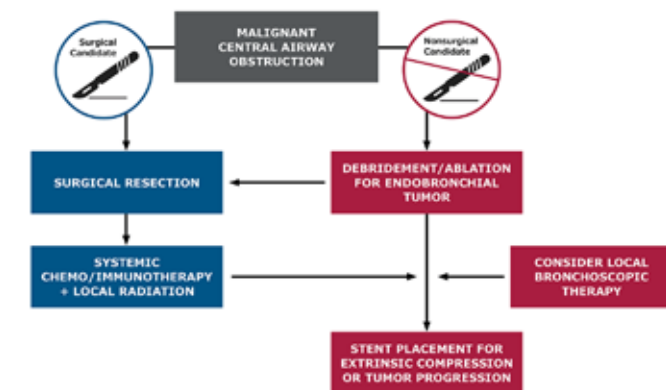 MALIGNANT
CENTRAL AIRWAY
OBSTRUCTION
Surgical
Candidate
Nonsurgical
Candidate
SURGICAL RESECTION
DEBRIDEMENT/ABLATION
FOR ENDOBRONCHIAL
TUMOR
SYSTEMIC
CHEMO/IMMUNOTHERAPY
+ LOCAL RADIATION
CONSIDER LOCAL
BRONCHOSCOPIC
THERAPY
STENT PLACEMENT FOR
EXTRINSIC COMPRESSION
OR TUMOR PROGRESSION